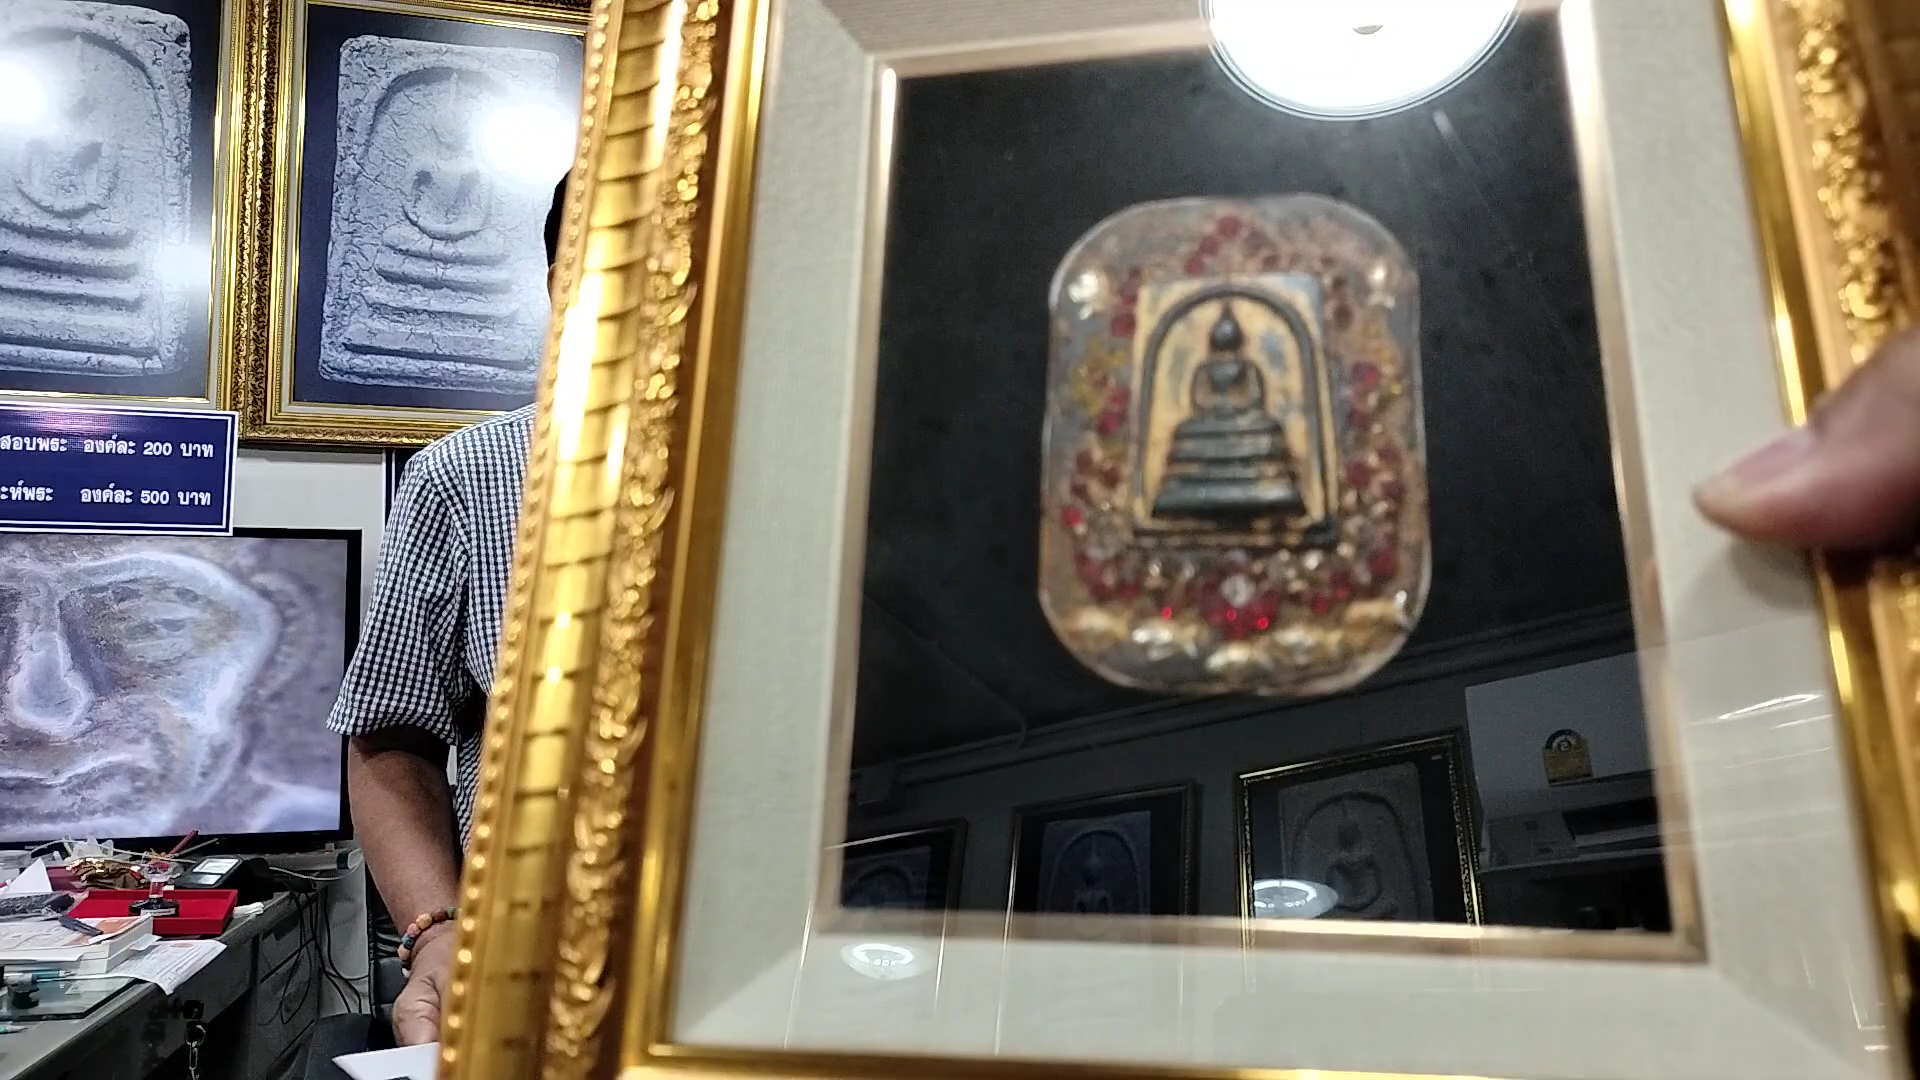 สอบพระ องค์ละ 200 บาท
ะห์พระ องค์ละ 500 บาท